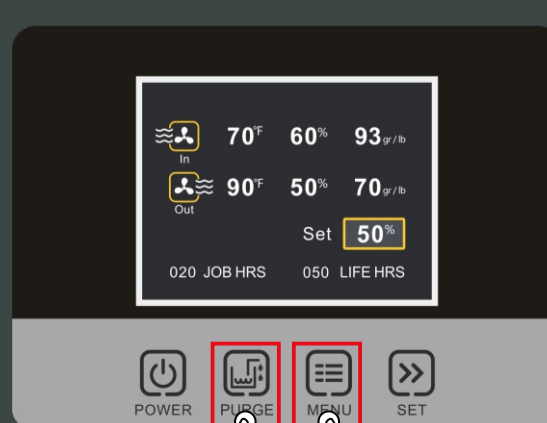 70°F 60% 93gr/lb
In
90°F 50% 70gr/lb
Out
Set 50%
020 JOB HRS 050 LIFE HRS
POWER PURGE MENU SET